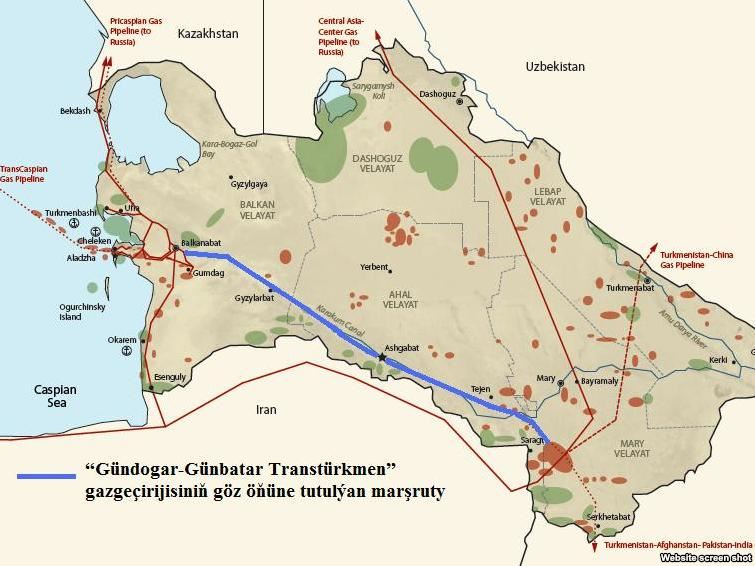 Pricaspian Gas
Pipeline (to
Russia)
Kazakhstan
Central Asia-
Center Gas
Pipeline (to
Russia)
Uzbekistan
Sarygamysh
Koli
Dashoguz
Bekdash
Kara-Bogaz-Gol
Bay
DASHOGUZ
VELAYAT
TransCaspian
Gas Pipeline
Gyzylgaya
LEBAP
VELAYAT
BALKAN
VELAYAT
Ufra
Turkmenbashi
Cheleken
Aladzha
Balkanabat
Gumdag
Turkmenistan-China
Gas Pipeline
Yerbent
Turkmenabat
Ogurchinsky
Island
Gyzylarbat
AHAL
VELAYAT
Karakum Canal
Amu Darya River
Okarem
Ashgabat
Kerki
G
Esenguly
Mary
Bayramaly
Tejen
Caspian
Sea
Iran
Saragt
MARY
VELAYAT
“Gündogar-Günbatar Transtürkmen”
gazgeçirijisiniň göz öňüne tutulýan marşruty
Serkhetabat
Turkmenistan-Afghanstan- Pakistan-India
Website screen shot